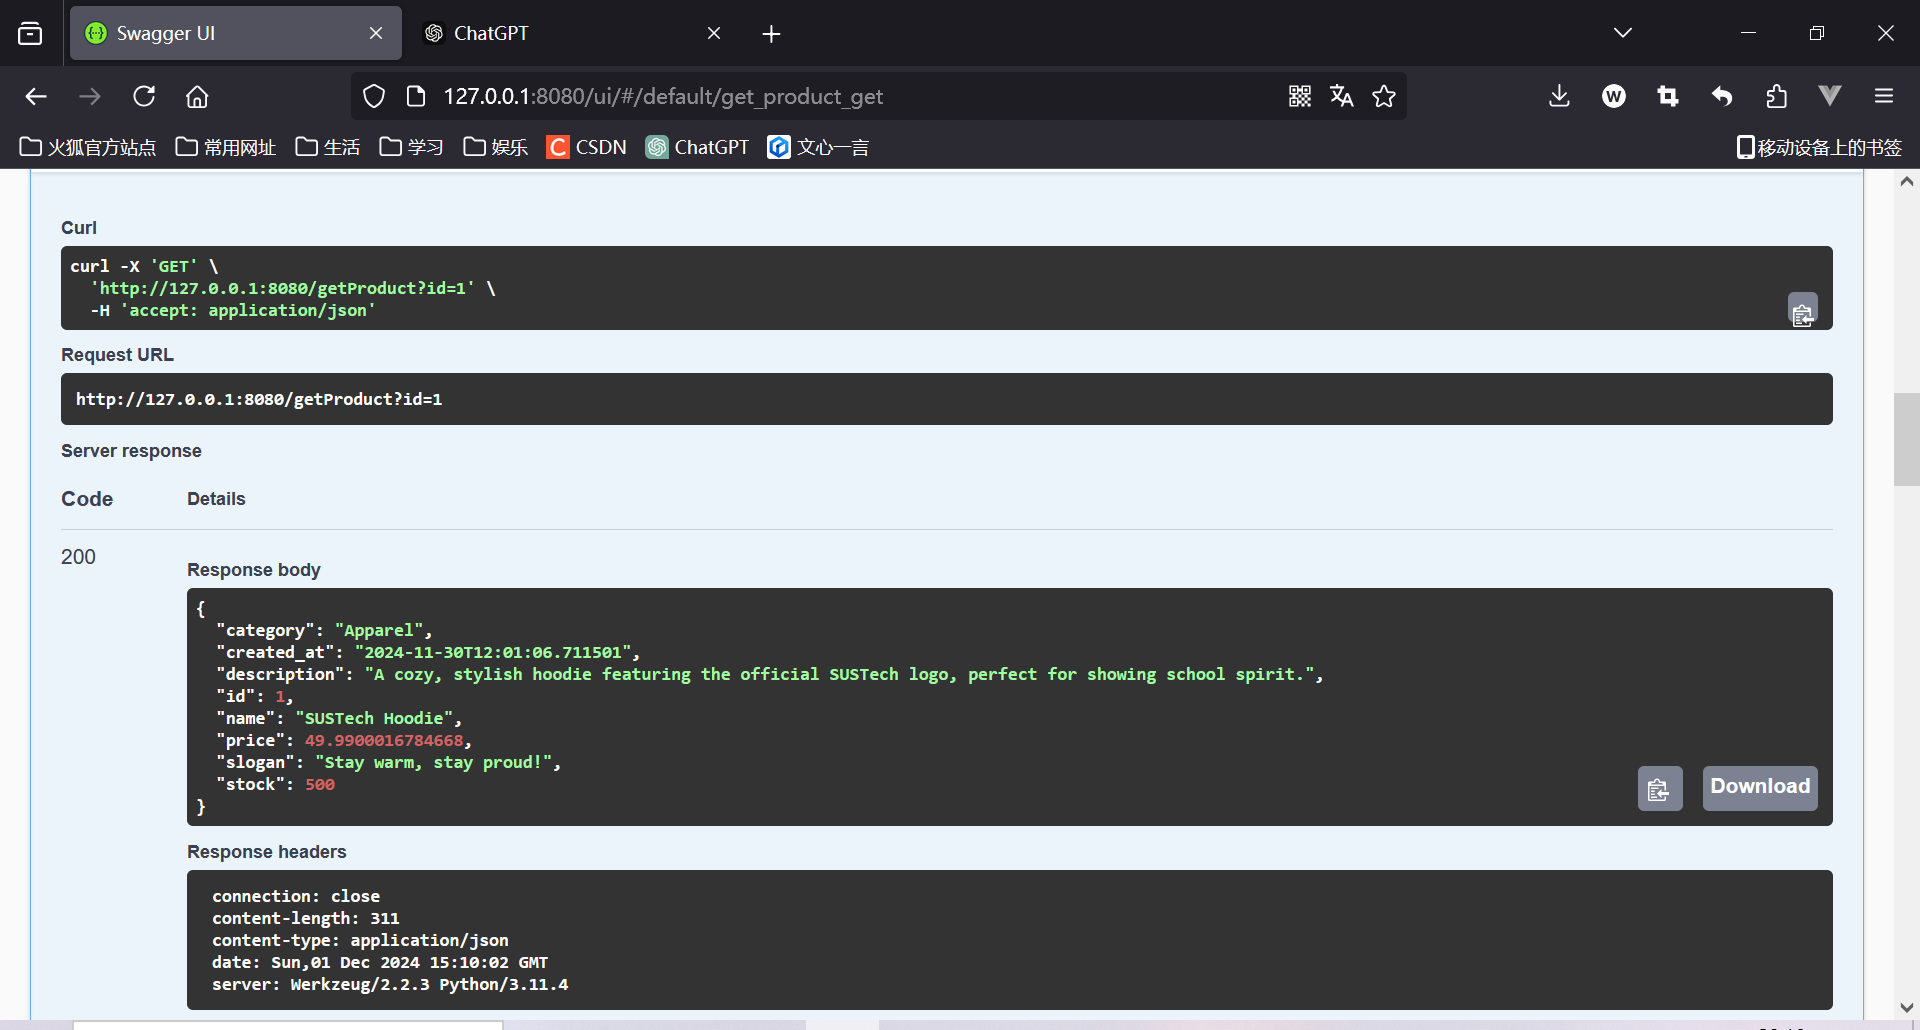 Swagger UI
ChatGPT
127.0.0.1:8080/ui/#/default/get_product_get
火狐官方站点 常用网址 生活 学习 娱乐 CSDN ChatGPT 文心一言 移动设备上的书签
Curl
curl -X 'GET' \
'http://127.0.0.1:8080/getProduct?id=1' \
-H 'accept: application/json'
Request URL
http://127.0.0.1:8080/getProduct?id=1
Server response
Code Details
200
Response body
{
"category": "Apparel",
"created_at": "2024-11-30T12:01:06.711501",
"description": "A cozy, stylish hoodie featuring the official SUSTech logo, perfect for showing school spirit.",
"id": 1,
"name": "SUSTech Hoodie",
"price": 49.9900016784668,
"slogan": "Stay warm, stay proud!",
"stock": 500
}
Download
Response headers
connection: close
content-length: 311
content-type: application/json
date: Sun,01 Dec 2024 15:10:02 GMT
server: Werkzeug/2.2.3 Python/3.11.4